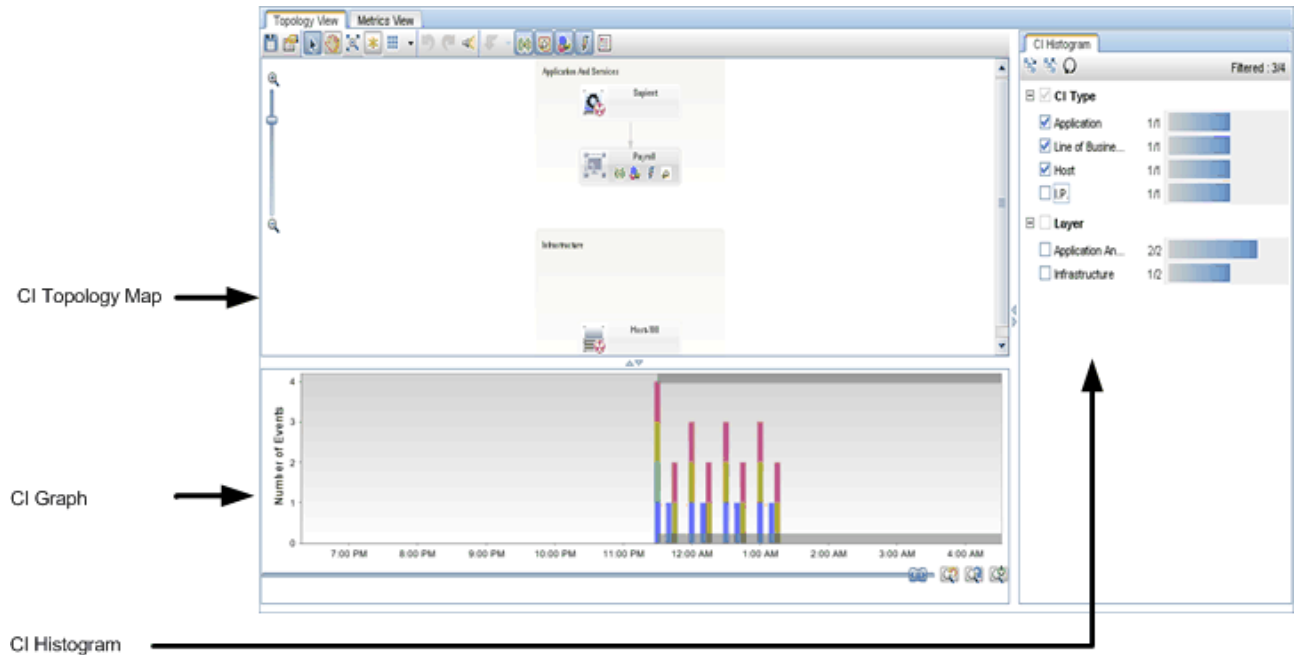 Topology View Metrics View
CI Histogram
Filtered : 3/4
Application And Services
Sapient
Payroll
Infrastructure
CI Type
Application 1/1
Line of Busine... 1/1
Host 1/1
I.P. 1/1
Layer
Application An... 2/2
Infrastructure 1/2
CI Topology Map
Number of Events
4
3
2
1
0
7:00 PM 8:00 PM 9:00 PM 10:00 PM 11:00 PM 12:00 AM 1:00 AM 2:00 AM 3:00 AM 4:00 AM
CI Graph
CI Histogram